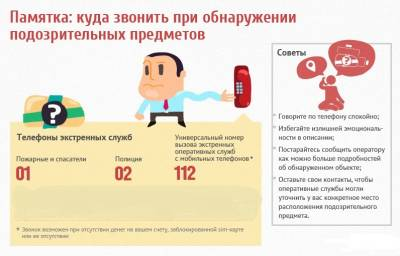 Памятка: куда звонить при обнаружении
подозрительных предметов
Телефоны экстренных служб
Пожарные и спасатели
01
Полиция
02
Универсальный номер
вызова экстренных
оперативных служб
с мобильных телефонов*
112
* Звонок возможен при отсутствии денег на вашем счету, заблокированной sim-карте
или ее отсутствии
Советы
Говорите по телефону спокойно;
Избегайте излишней эмоциональ-
ности в описании;
Постарайтесь сообщить оператору
как можно больше подробностей
об обнаруженном объекте;
Оставьте свои контакты, чтобы
оперативные службы могли
уточнить у вас конкретное место
расположения подозрительного
предмета.